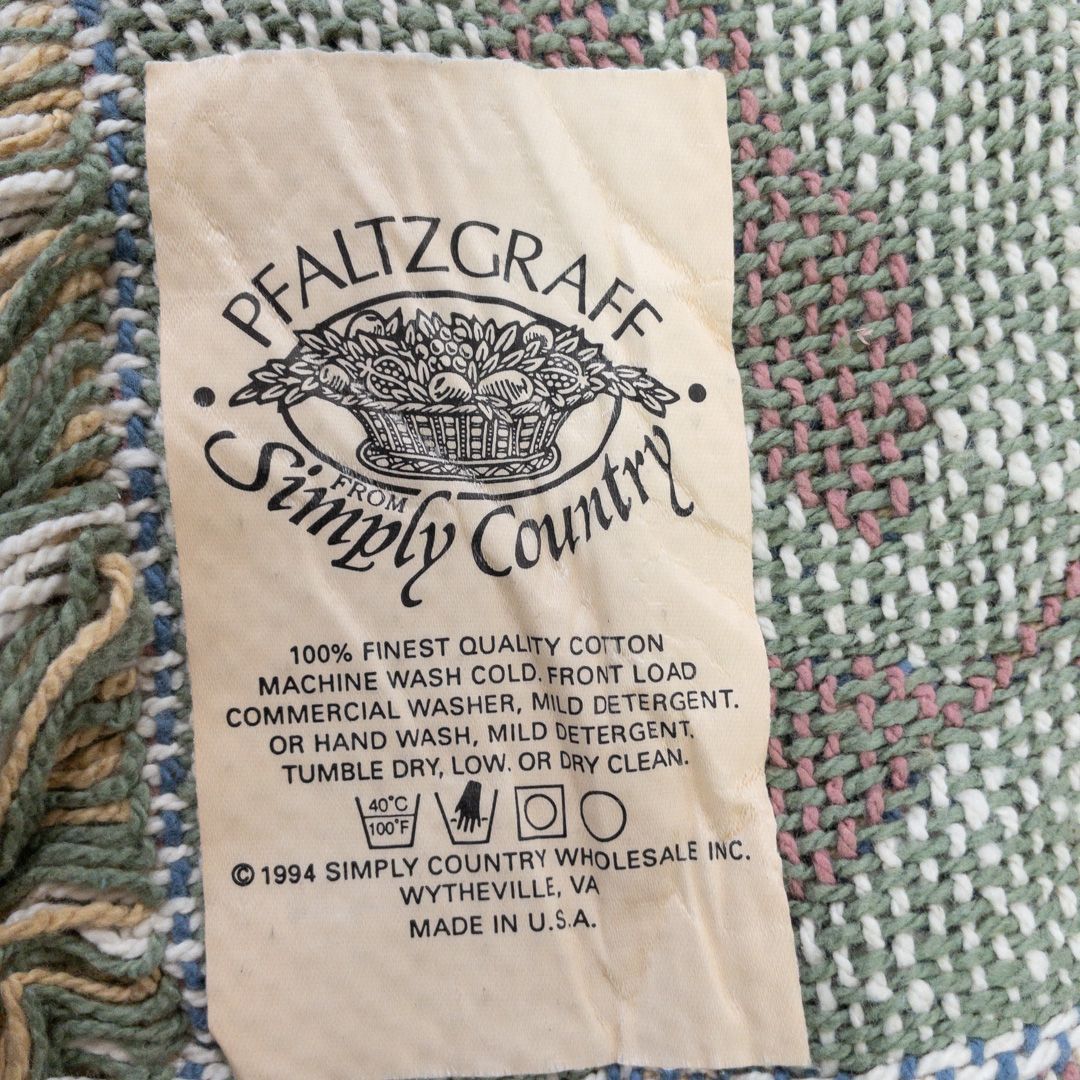 PFALTZGRAFF
FROM
Simply Country
100% FINEST QUALITY COTTON
MACHINE WASH COLD. FRONT LOAD
COMMERCIAL WASHER, MILD DETERGENT.
OR HAND WASH, MILD DETERGENT.
TUMBLE DRY, LOW. OR DRY CLEAN.
40°C
100°F
© 1994 SIMPLY COUNTRY WHOLESALE INC.
WYTHEVILLE, VA
MADE IN U.S.A.